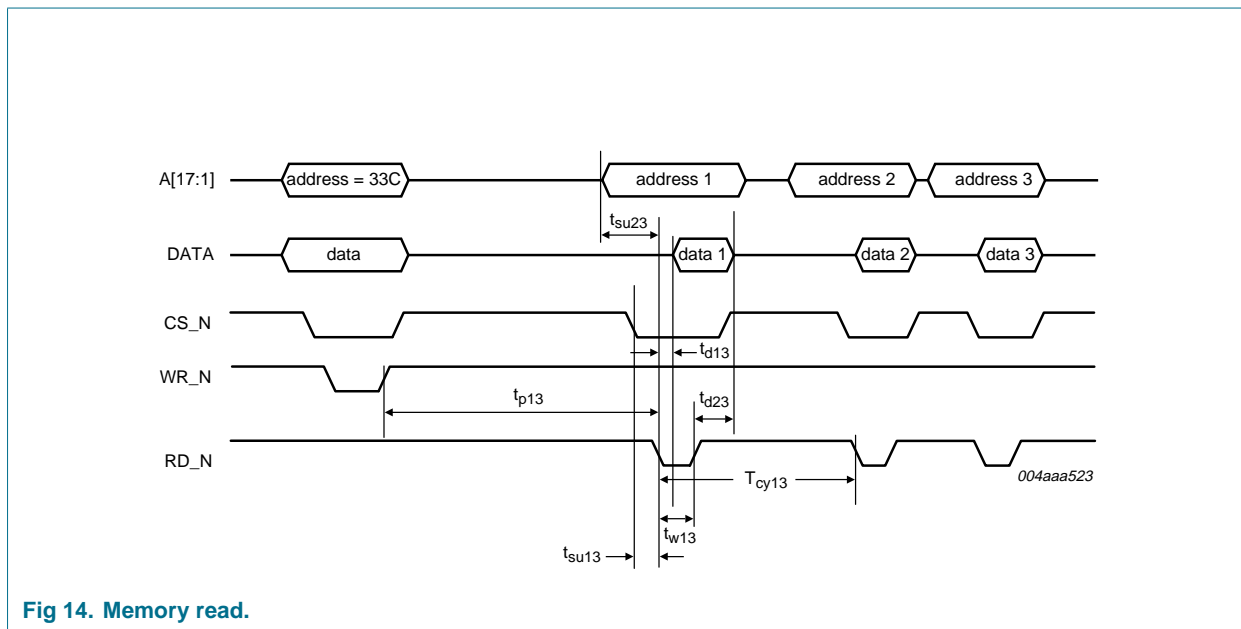 A[17:1]
address = 33C
address 1
address 2
address 3
tsu23
DATA
data
data 1
data 2
data 3
CS_N
td13
WR_N
tp13
td23
RD_N
004aaa523
Tcy13
tw13
tsu13
Fig 14. Memory read.